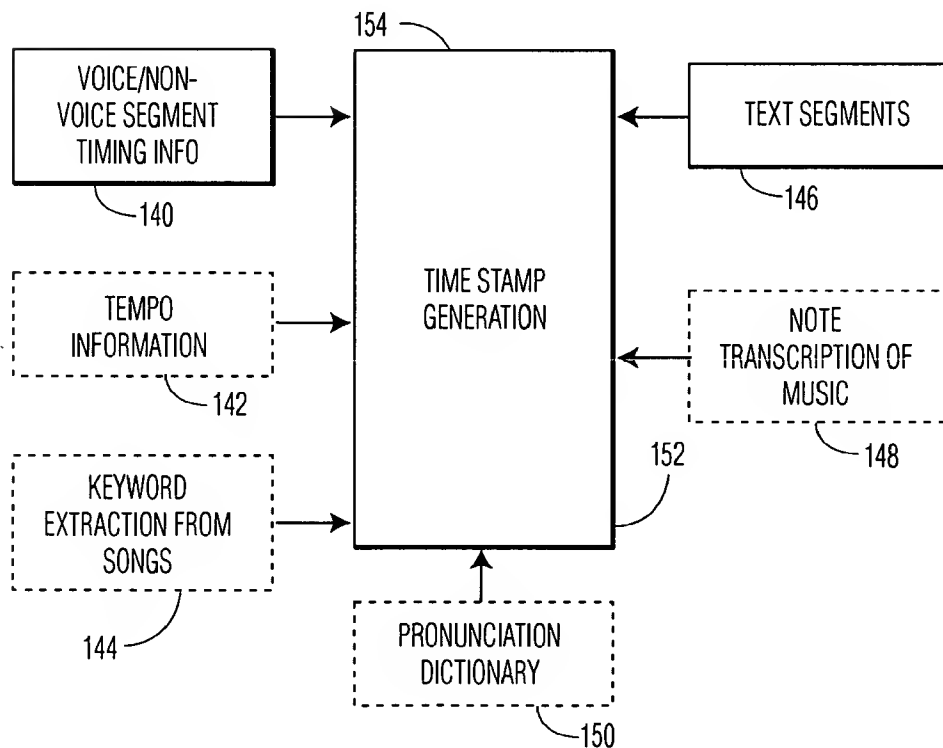 154
VOICE/NON-
VOICE SEGMENT
TIMING INFO
140
TEXT SEGMENTS
146
TEMPO
INFORMATION
142
TIME STAMP
GENERATION
NOTE
TRANSCRIPTION OF
MUSIC
148
152
KEYWORD
EXTRACTION FROM
SONGS
144
PRONUNCIATION
DICTIONARY
150